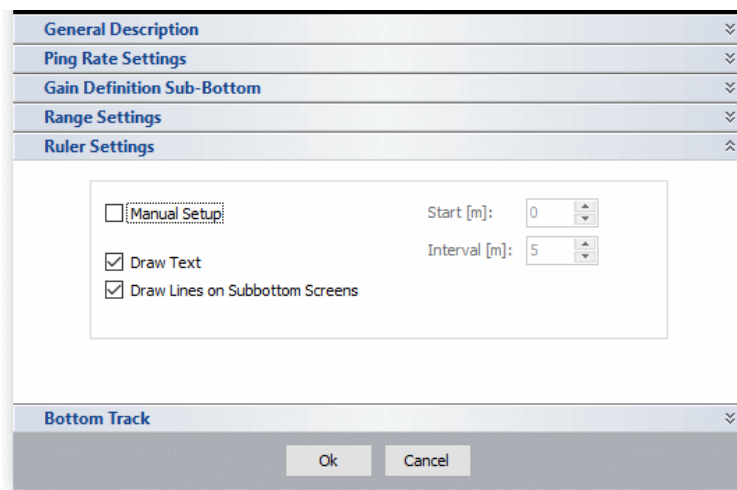 General Description
Ping Rate Settings
Gain Definition Sub-Bottom
Range Settings
Ruler Settings
Manual Setup
Start [m]: 0
Interval [m]: 5
Draw Text
Draw Lines on Subbottom Screens
Bottom Track
Ok Cancel